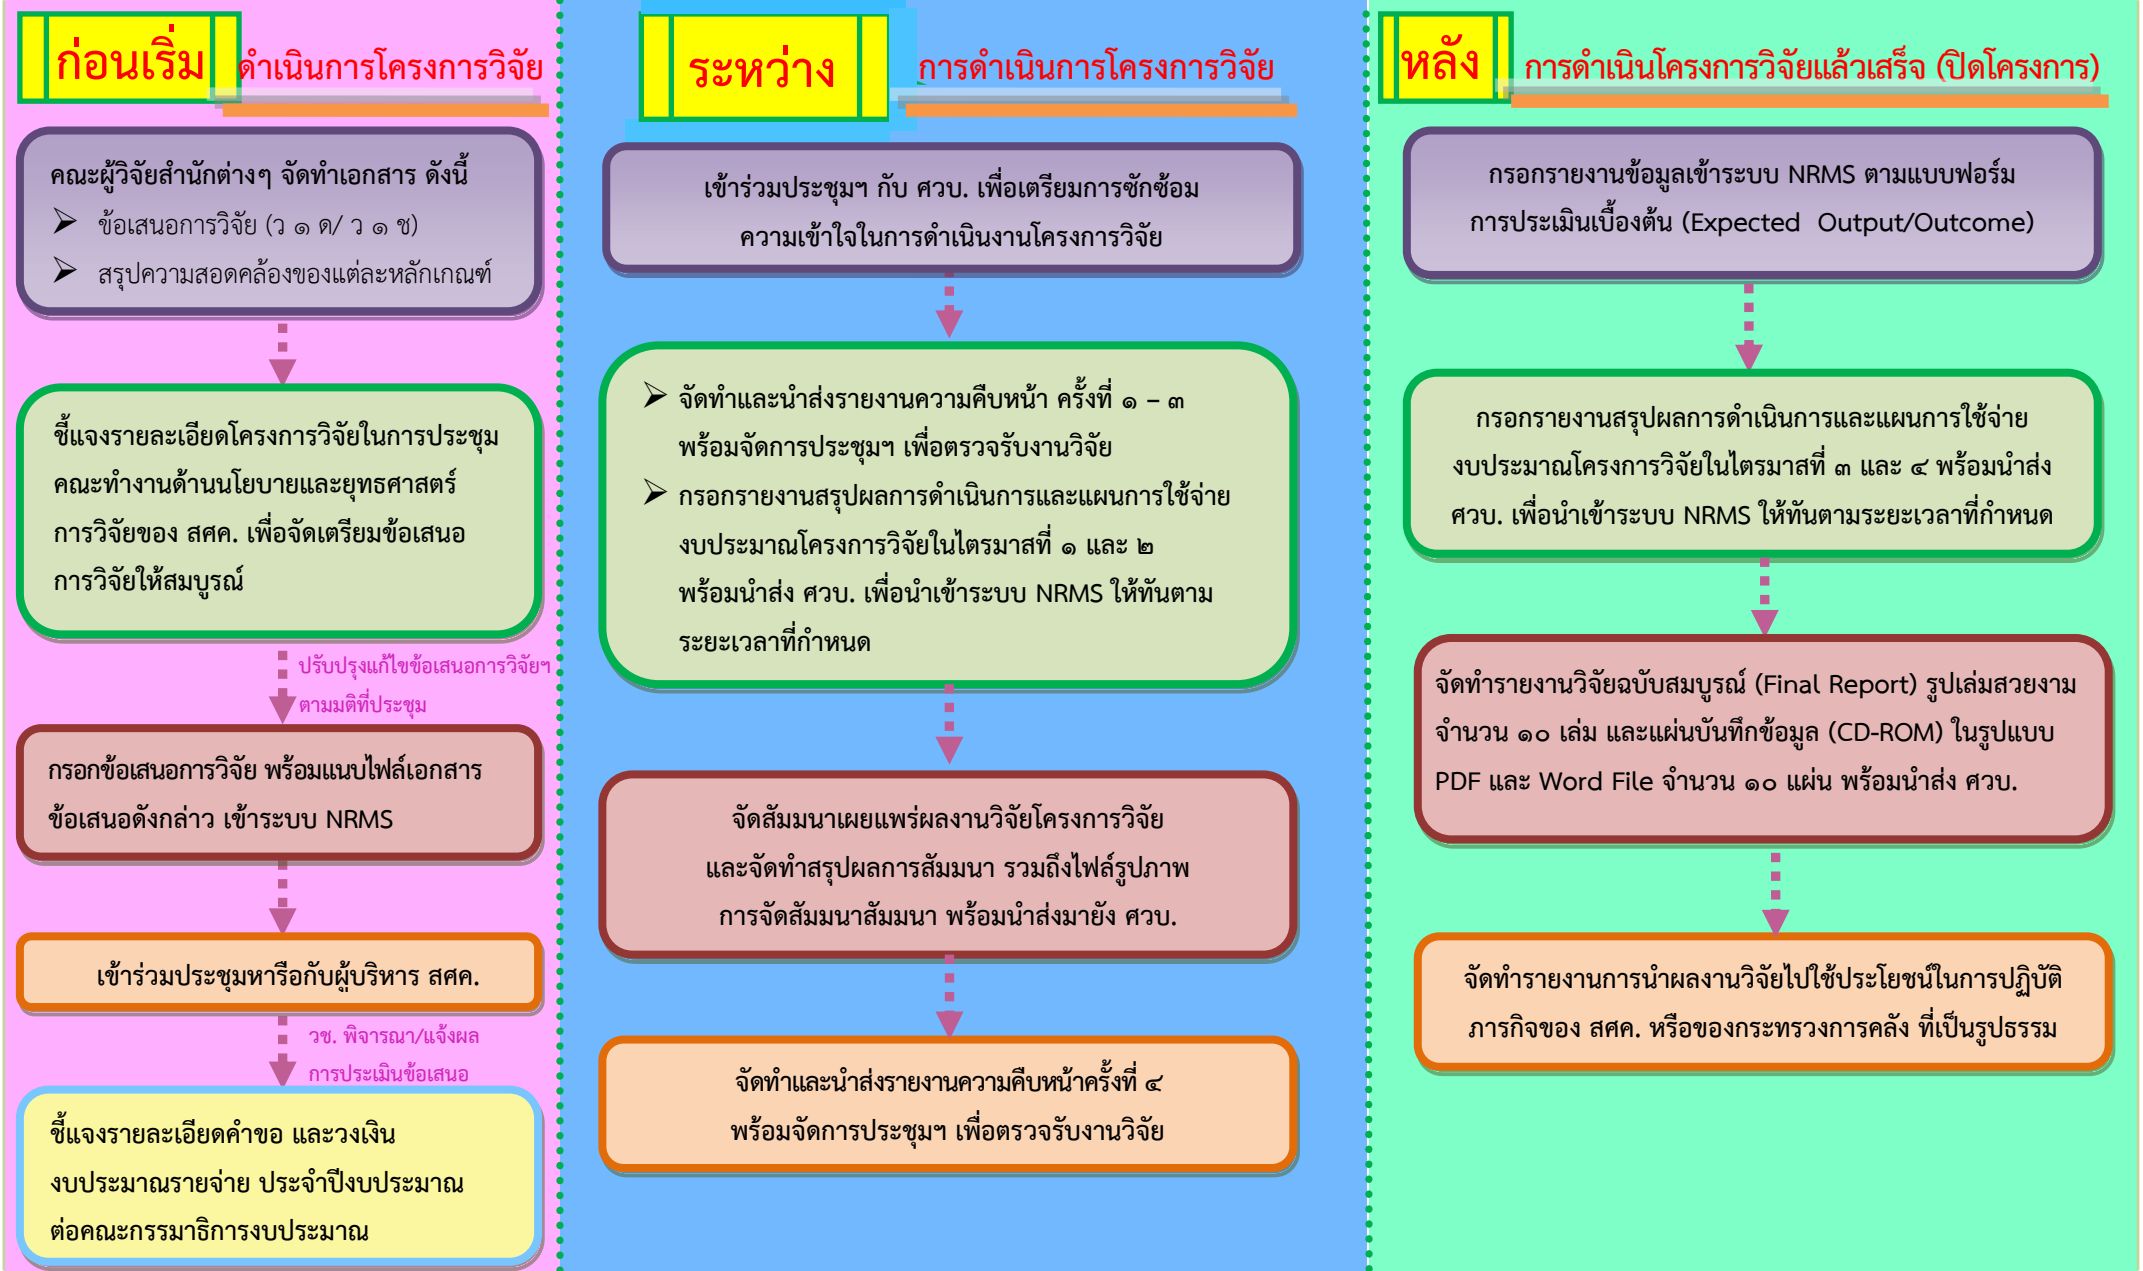 ก่อนเริ่ม ดำเนินการโครงการวิจัย
คณะผู้วิจัยสำนักต่างๆ จัดทำเอกสาร ดังนี้
➢ ข้อเสนอการวิจัย (ว ๑ ด/ ว ๑ ช)
➢ สรุปความสอดคล้องของแต่ละหลักเกณฑ์
ชี้แจงรายละเอียดโครงการวิจัยในการประชุม
คณะทำงานด้านนโยบายและยุทธศาสตร์
การวิจัยของ สศค. เพื่อจัดเตรียมข้อเสนอ
การวิจัยให้สมบูรณ์
ปรับปรุงแก้ไขข้อเสนอการวิจัยฯ
ตามมติที่ประชุม
กรอกข้อเสนอการวิจัย พร้อมแนบไฟล์เอกสาร
ข้อเสนอดังกล่าว เข้าระบบ NRMS
เข้าร่วมประชุมหารือกับผู้บริหาร สศค.
วช. พิจารณา/แจ้งผล
การประเมินข้อเสนอ
ชี้แจงรายละเอียดคำขอ และวงเงิน
งบประมาณรายจ่าย ประจำปีงบประมาณ
ต่อคณะกรรมาธิการงบประมาณ
ระหว่าง การดำเนินการโครงการวิจัย
เข้าร่วมประชุมฯ กับ ศวบ. เพื่อเตรียมการซักซ้อม
ความเข้าใจในการดำเนินงานโครงการวิจัย
➢ จัดทำและนำส่งรายงานความคืบหน้า ครั้งที่ ๑ – ๓
พร้อมจัดการประชุมฯ เพื่อตรวจรับงานวิจัย
➢ กรอกรายงานสรุปผลการดำเนินการและแผนการใช้จ่าย
งบประมาณโครงการวิจัยในไตรมาสที่ ๑ และ ๒
พร้อมนำส่ง ศวบ. เพื่อนำเข้าระบบ NRMS ให้ทันตาม
ระยะเวลาที่กำหนด
จัดสัมมนาเผยแพร่ผลงานวิจัยโครงการวิจัย
และจัดทำสรุปผลการสัมมนา รวมถึงไฟล์รูปภาพ
การจัดสัมมนาสัมมนา พร้อมนำส่งมายัง ศวบ.
จัดทำและนำส่งรายงานความคืบหน้าครั้งที่ ๔
พร้อมจัดการประชุมฯ เพื่อตรวจรับงานวิจัย
หลัง การดำเนินโครงการวิจัยแล้วเสร็จ (ปิดโครงการ)
กรอกรายงานข้อมูลเข้าระบบ NRMS ตามแบบฟอร์ม
การประเมินเบื้องต้น (Expected Output/Outcome)
กรอกรายงานสรุปผลการดำเนินการและแผนการใช้จ่าย
งบประมาณโครงการวิจัยในไตรมาสที่ ๓ และ ๔ พร้อมนำส่ง
ศวบ. เพื่อนำเข้าระบบ NRMS ให้ทันตามระยะเวลาที่กำหนด
จัดทำรายงานวิจัยฉบับสมบูรณ์ (Final Report) รูปเล่มสวยงาม
จำนวน ๑๐ เล่ม และแผ่นบันทึกข้อมูล (CD-ROM) ในรูปแบบ
PDF และ Word File จำนวน ๑๐ แผ่น พร้อมนำส่ง ศวบ.
จัดทำรายงานการนำผลงานวิจัยไปใช้ประโยชน์ในการปฏิบัติ
ภารกิจของ สศค. หรือของกระทรวงการคลัง ที่เป็นรูปธรรม